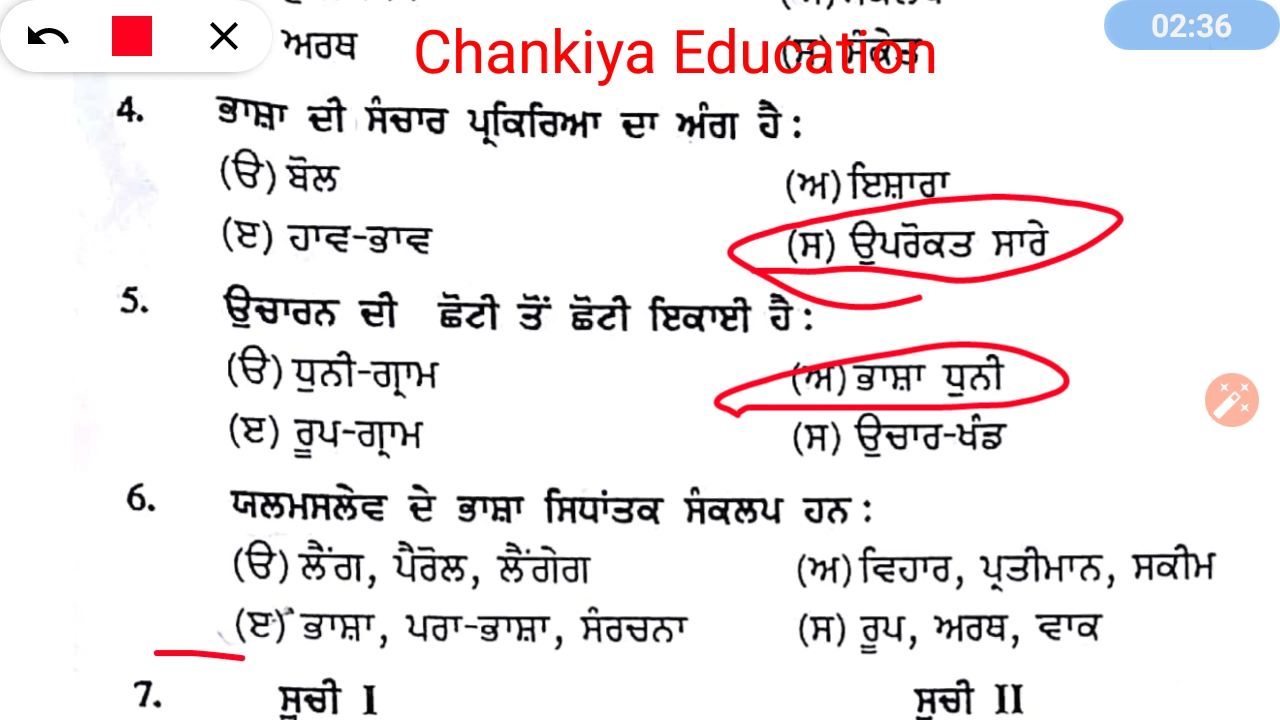 02:36
ਅਰਥ Chankiya Education (ਸ) ਸੰਕੇਤ
4. ਭਾਸ਼ਾ ਦੀ ਸੰਚਾਰ ਪ੍ਰਕਿਰਿਆ ਦਾ ਅੰਗ ਹੈ :
(ੳ) ਬੋਲ (ਅ) ਇਸ਼ਾਰਾ
(ੲ) ਹਾਵ-ਭਾਵ (ਸ) ਉਪਰੋਕਤ ਸਾਰੇ
5. ਉਚਾਰਨ ਦੀ ਛੋਟੀ ਤੋਂ ਛੋਟੀ ਇਕਾਈ ਹੈ :
(ੳ) ਧੁਨੀ-ਗ੍ਰਾਮ (ਅ) ਭਾਸ਼ਾ ਧੁਨੀ
(ੲ) ਰੂਪ-ਗ੍ਰਾਮ (ਸ) ਉਚਾਰ-ਖੰਡ
6. ਯਲਮਸਲੇਵ ਦੇ ਭਾਸ਼ਾ ਸਿਧਾਂਤਕ ਸੰਕਲਪ ਹਨ :
(ੳ) ਲੈਂਗ, ਪੈਰੋਲ, ਲੈਂਗੇਗ (ਅ) ਵਿਹਾਰ, ਪ੍ਰਤੀਮਾਨ, ਸਕੀਮ
(ੲ) ਭਾਸ਼ਾ, ਪਰਾ-ਭਾਸ਼ਾ, ਸੰਰਚਨਾ (ਸ) ਰੂਪ, ਅਰਥ, ਵਾਕ
7. ਸੂਚੀ I ਸੂਚੀ II